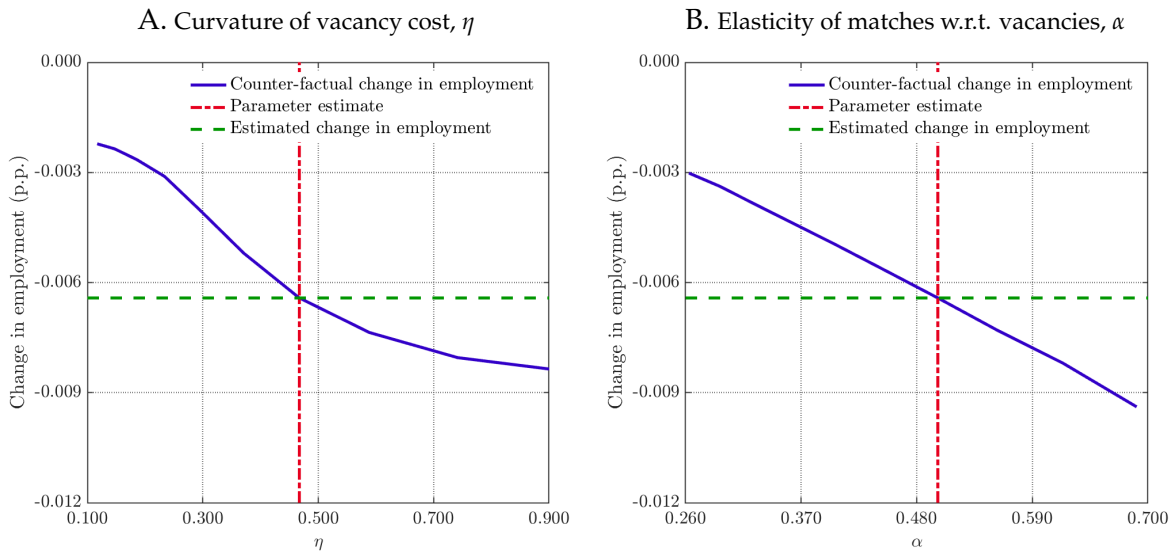 A. Curvature of vacancy cost, η
Counter-factual change in employment
Parameter estimate
Estimated change in employment
Change in employment (p.p.)
0.000
-0.003
-0.006
-0.009
-0.012
0.100 0.300 0.500 0.700 0.900
η
B. Elasticity of matches w.r.t. vacancies, α
Counter-factual change in employment
Parameter estimate
Estimated change in employment
Change in employment (p.p.)
0.000
-0.003
-0.006
-0.009
-0.012
0.260 0.370 0.480 0.590 0.700
α